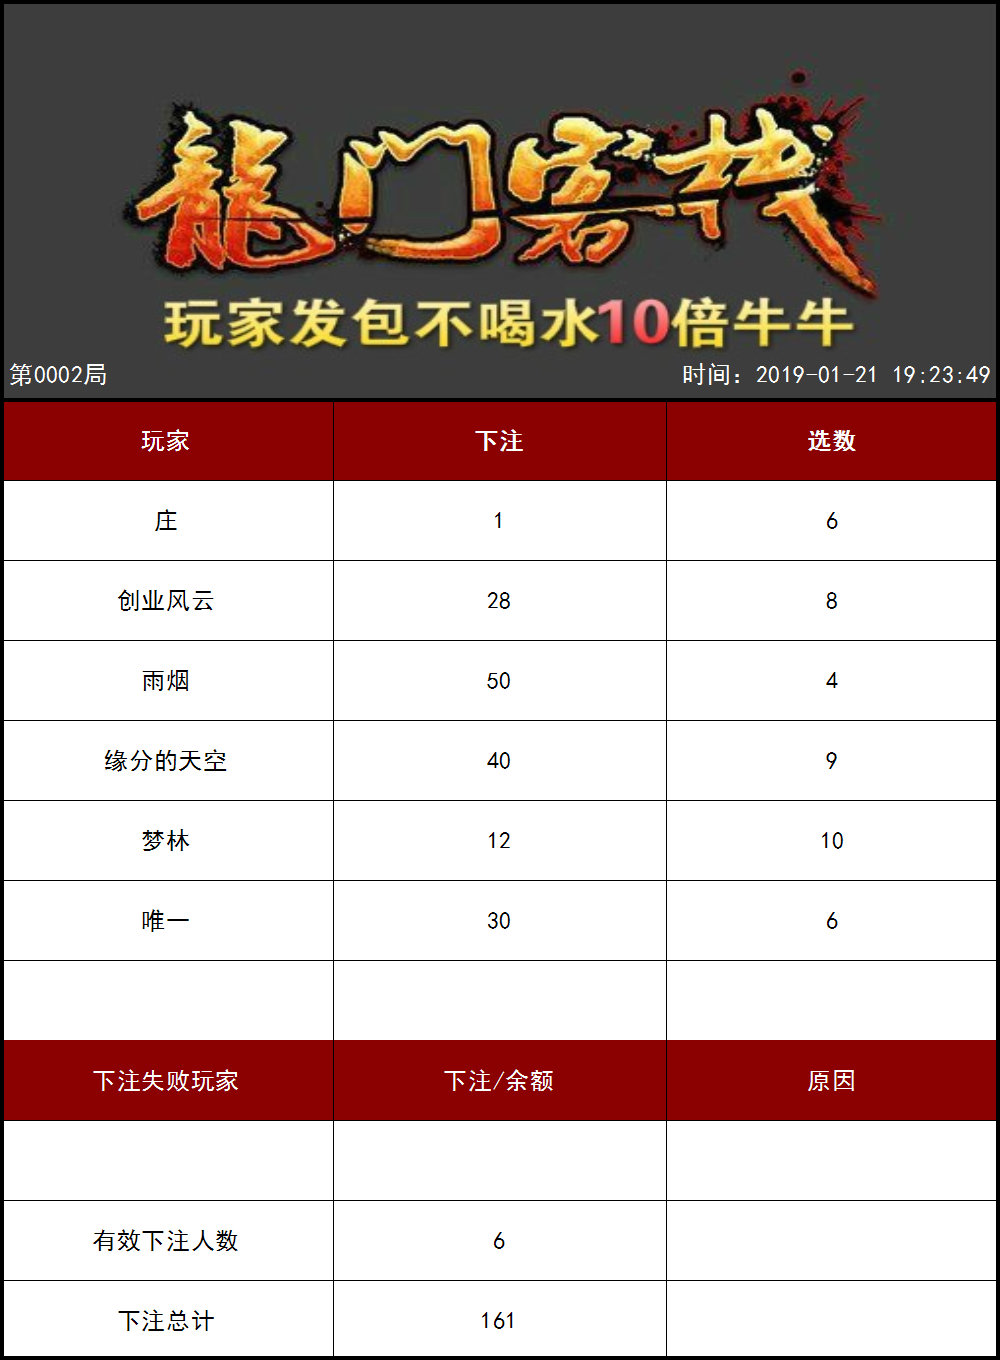 龍门客栈
玩家发包不喝水10倍牛牛
第0002局 时间：2019-01-21 19:23:49
玩家 下注 选数
庄 1 6
创业风云 28 8
雨烟 50 4
缘分的天空 40 9
梦林 12 10
唯一 30 6
下注失败玩家 下注/余额 原因
有效下注人数 6
下注总计 161